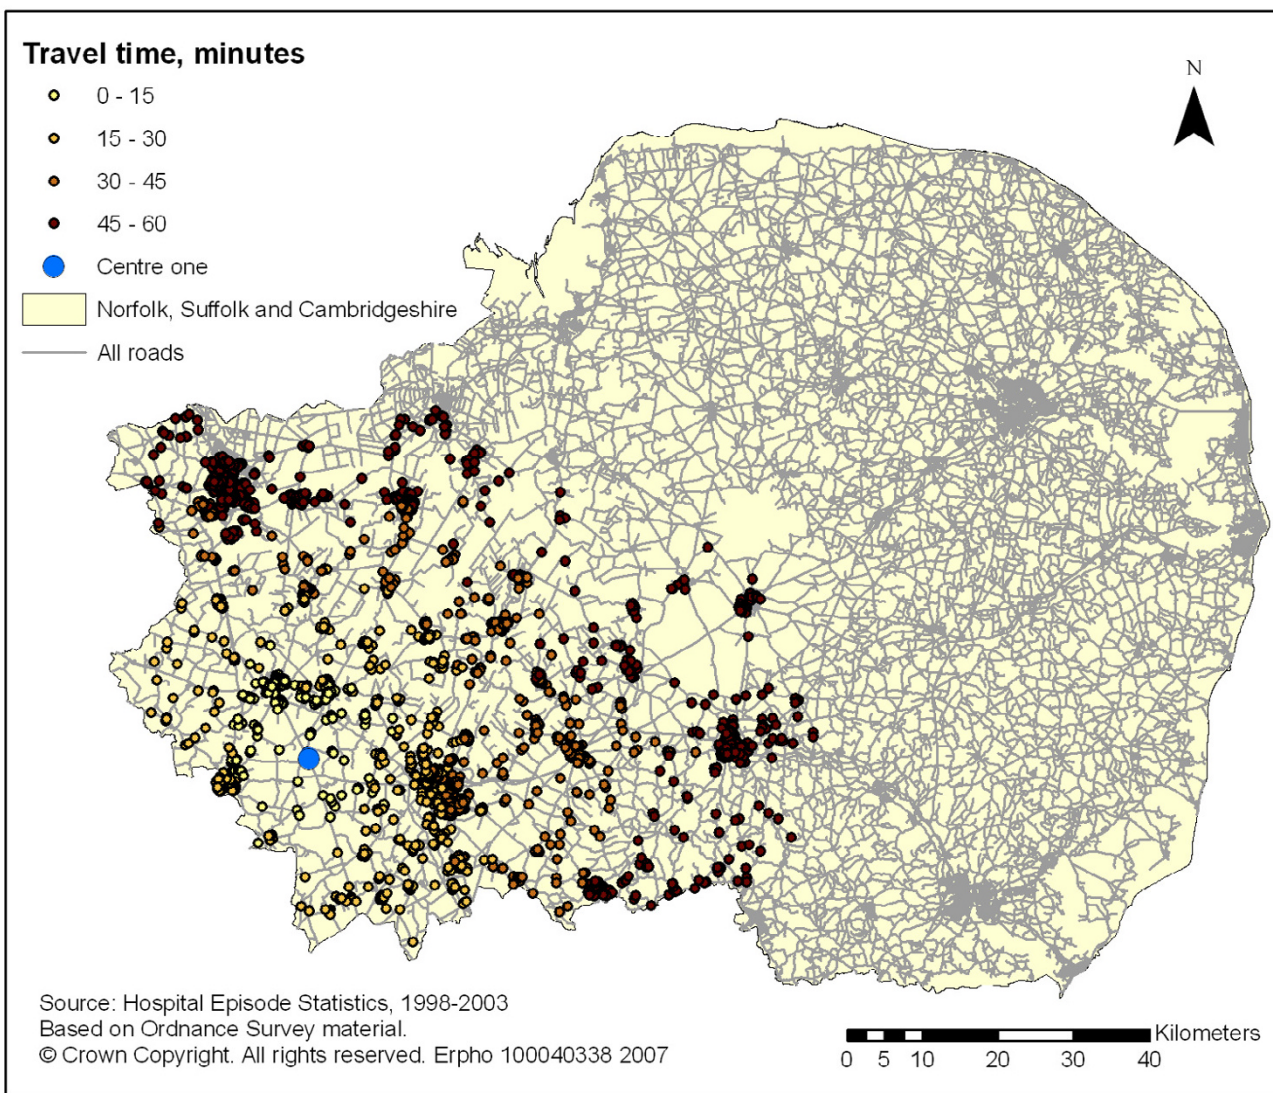 Travel time, minutes
0 - 15
15 - 30
30 - 45
45 - 60
Centre one
Norfolk, Suffolk and Cambridgeshire
All roads
N
Source: Hospital Episode Statistics, 1998-2003
Based on Ordnance Survey material.
© Crown Copyright. All rights reserved. Erpho 100040338 2007
Kilometers
0 5 10 20 30 40